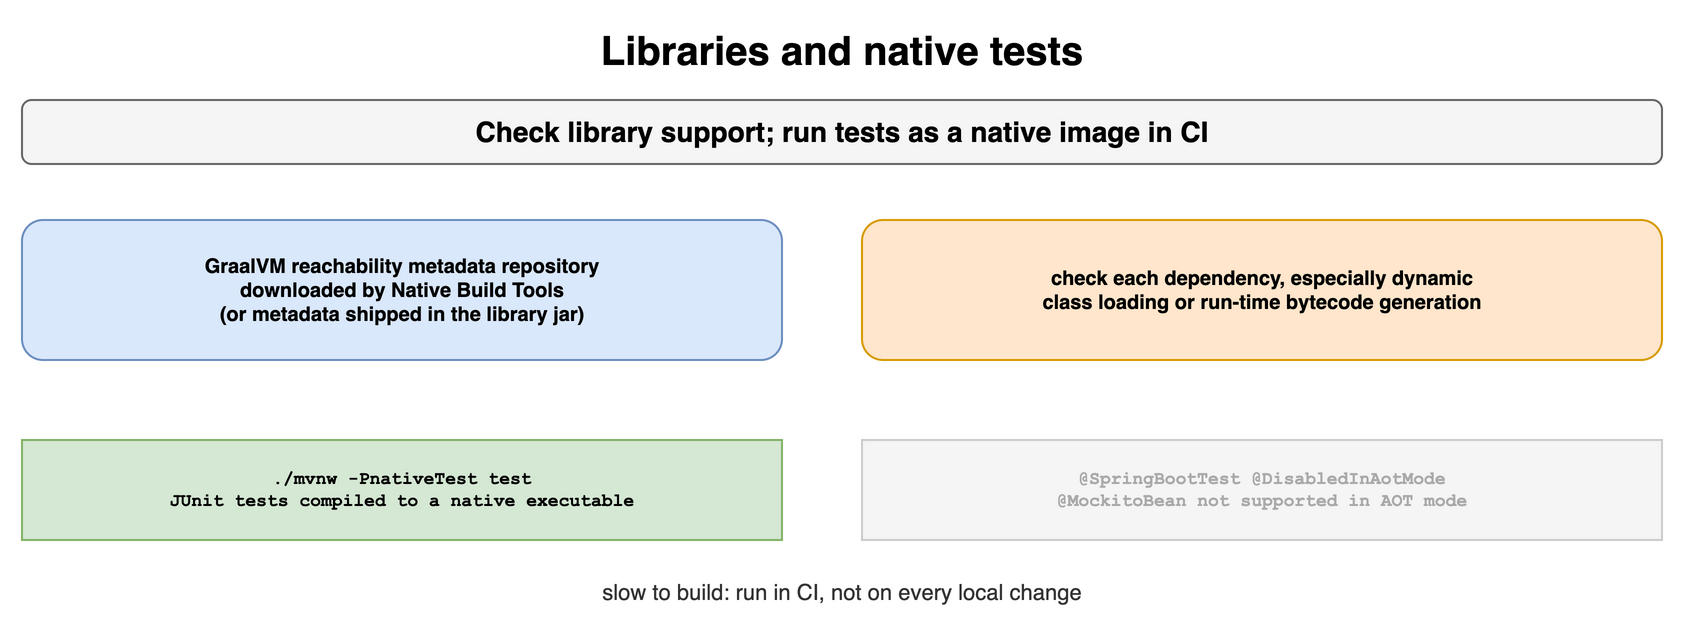 Libraries and native tests
Check library support; run tests as a native image in CI
GraalVM reachability metadata repository
downloaded by Native Build Tools
(or metadata shipped in the library jar)
check each dependency, especially dynamic
class loading or run-time bytecode generation
./mvnw -PnativeTest test
JUnit tests compiled to a native executable
@SpringBootTest @DisabledInAotMode
@MockitoBean not supported in AOT mode
slow to build: run in CI, not on every local change